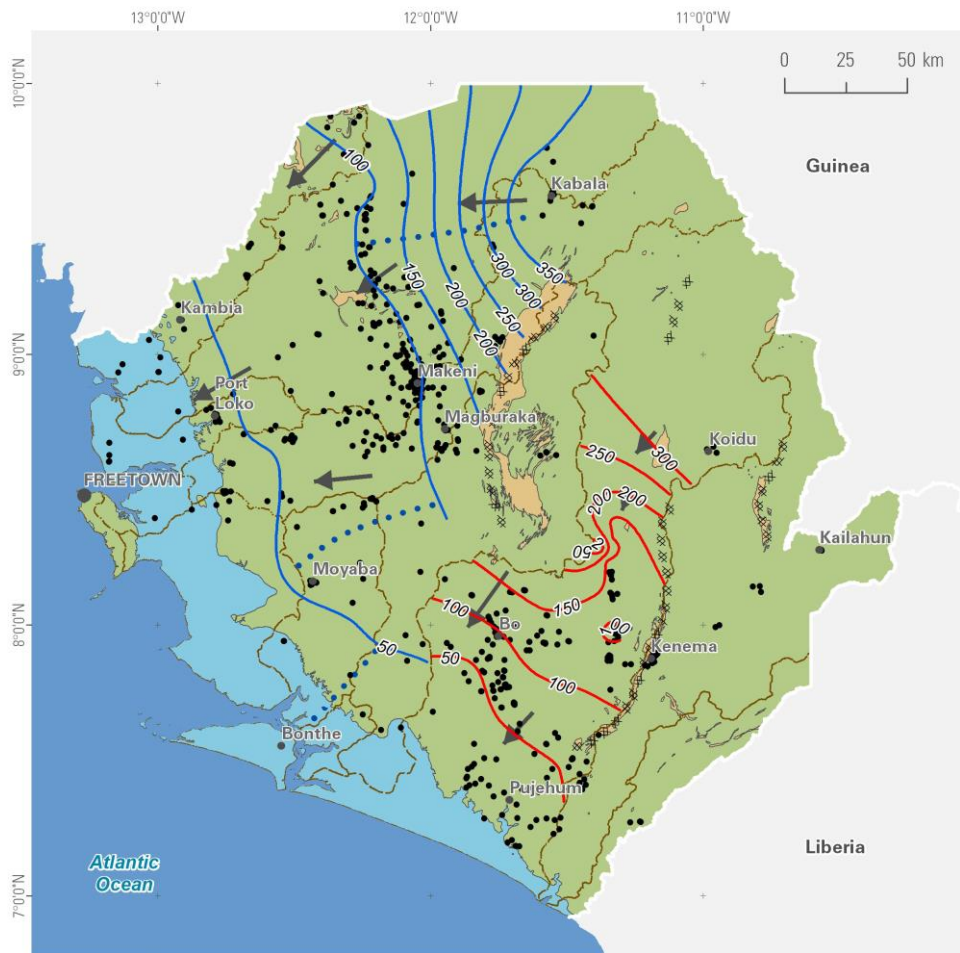 13°0'0"W
12°0'0"W
11°0'0"W
0 25 50 km
10°0'0"N
Guinea
100
Kabala
350
300
300
150
250
200
200
Kambia
9°0'0"N
Port
Loko
Makeni
Magburaka
300
Koidu
250
FREETOWN
200
200
Kailahun
250
Moyaba
150
100
Bo
100
8°0'0"N
50
50
Kenema
100
Bonthe
Pujehum
Atlantic
Ocean
Liberia
7°0'0"N